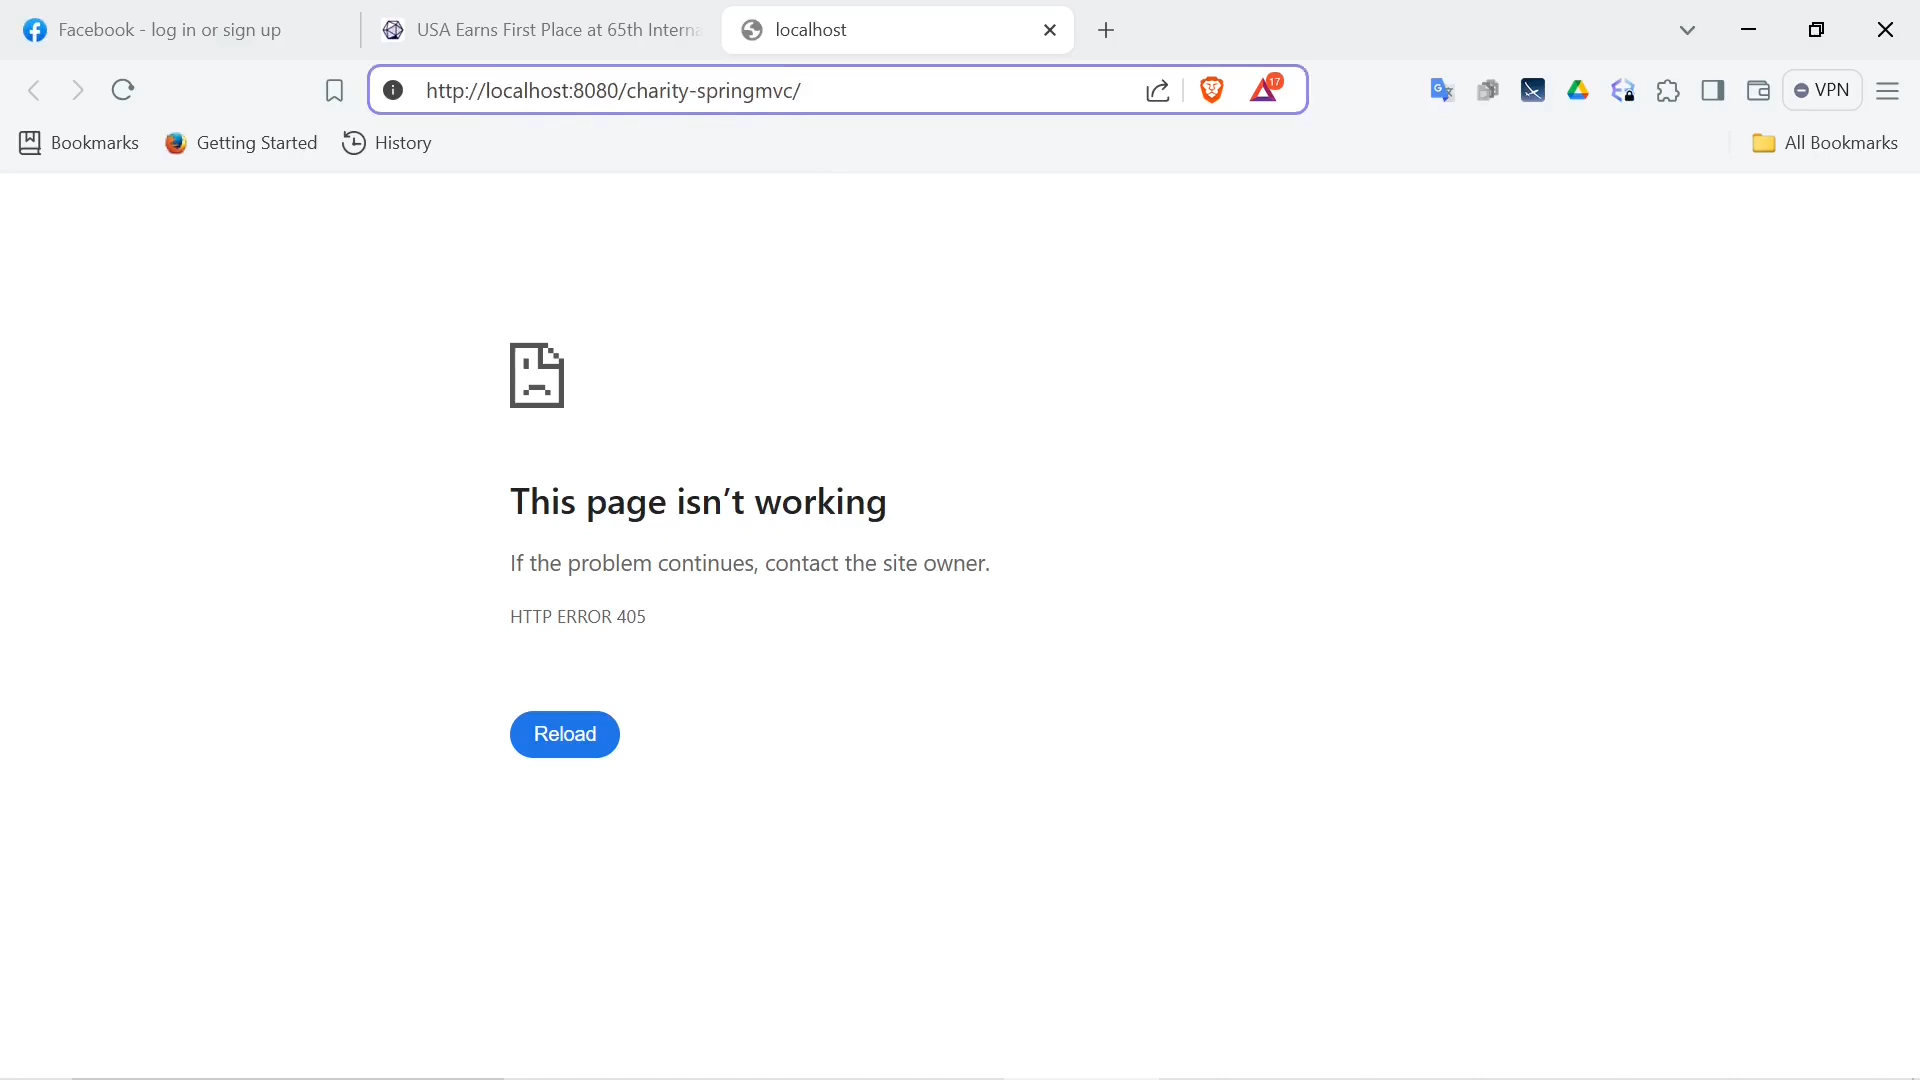 Facebook - log in or sign up
USA Earns First Place at 65th Interna
localhost
http://localhost:8080/charity-springmvc/
17
VPN
Bookmarks
Getting Started
History
All Bookmarks
This page isn’t working
If the problem continues, contact the site owner.
HTTP ERROR 405
Reload